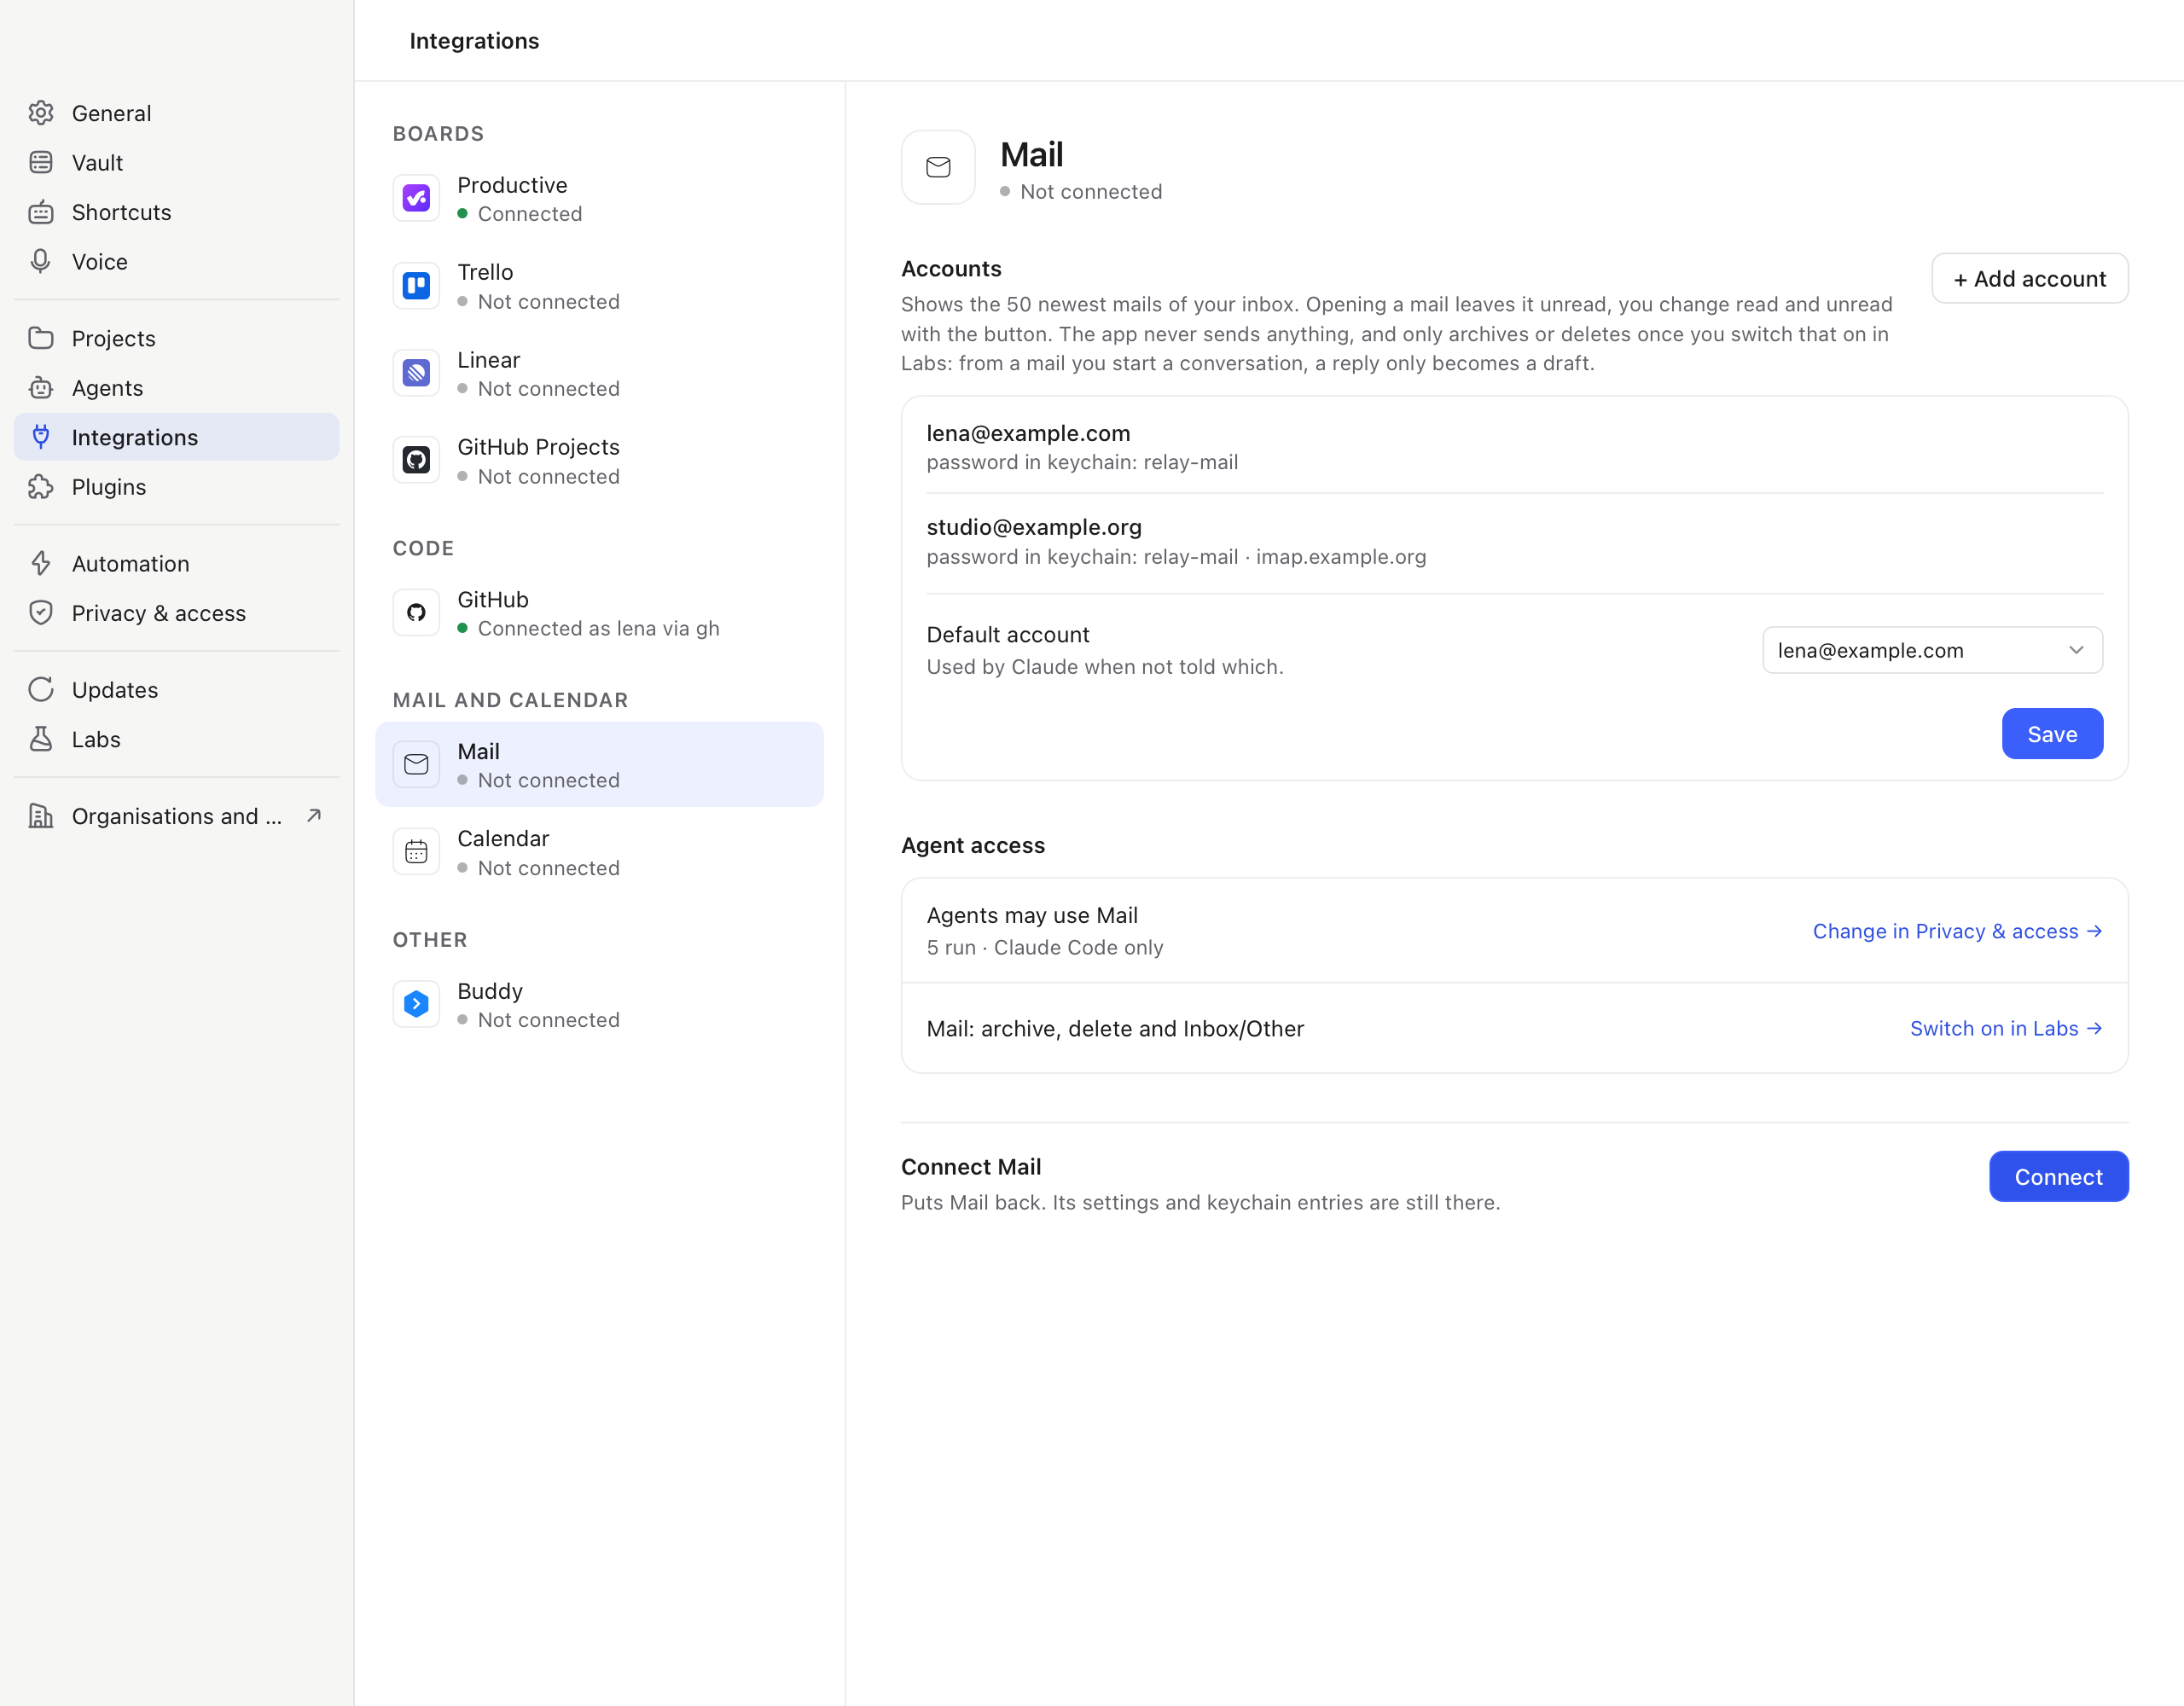 Integrations
General
Vault
Shortcuts
Voice
Projects
Agents
Integrations
Plugins
Automation
Privacy & access
Updates
Labs
Organisations and ...
BOARDS
Productive
Connected
Trello
Not connected
Linear
Not connected
GitHub Projects
Not connected
CODE
GitHub
Connected as lena via gh
MAIL AND CALENDAR
Mail
Not connected
Calendar
Not connected
OTHER
Buddy
Not connected
Mail
Not connected
Accounts
+ Add account
Shows the 50 newest mails of your inbox. Opening a mail leaves it unread, you change read and unread
with the button. The app never sends anything, and only archives or deletes once you switch that on in
Labs: from a mail you start a conversation, a reply only becomes a draft.
lena@example.com
password in keychain: relay-mail
studio@example.org
password in keychain: relay-mail · imap.example.org
Default account
Used by Claude when not told which.
lena@example.com
Save
Agent access
Agents may use Mail
5 run · Claude Code only
Change in Privacy & access →
Mail: archive, delete and Inbox/Other
Switch on in Labs →
Connect Mail
Puts Mail back. Its settings and keychain entries are still there.
Connect